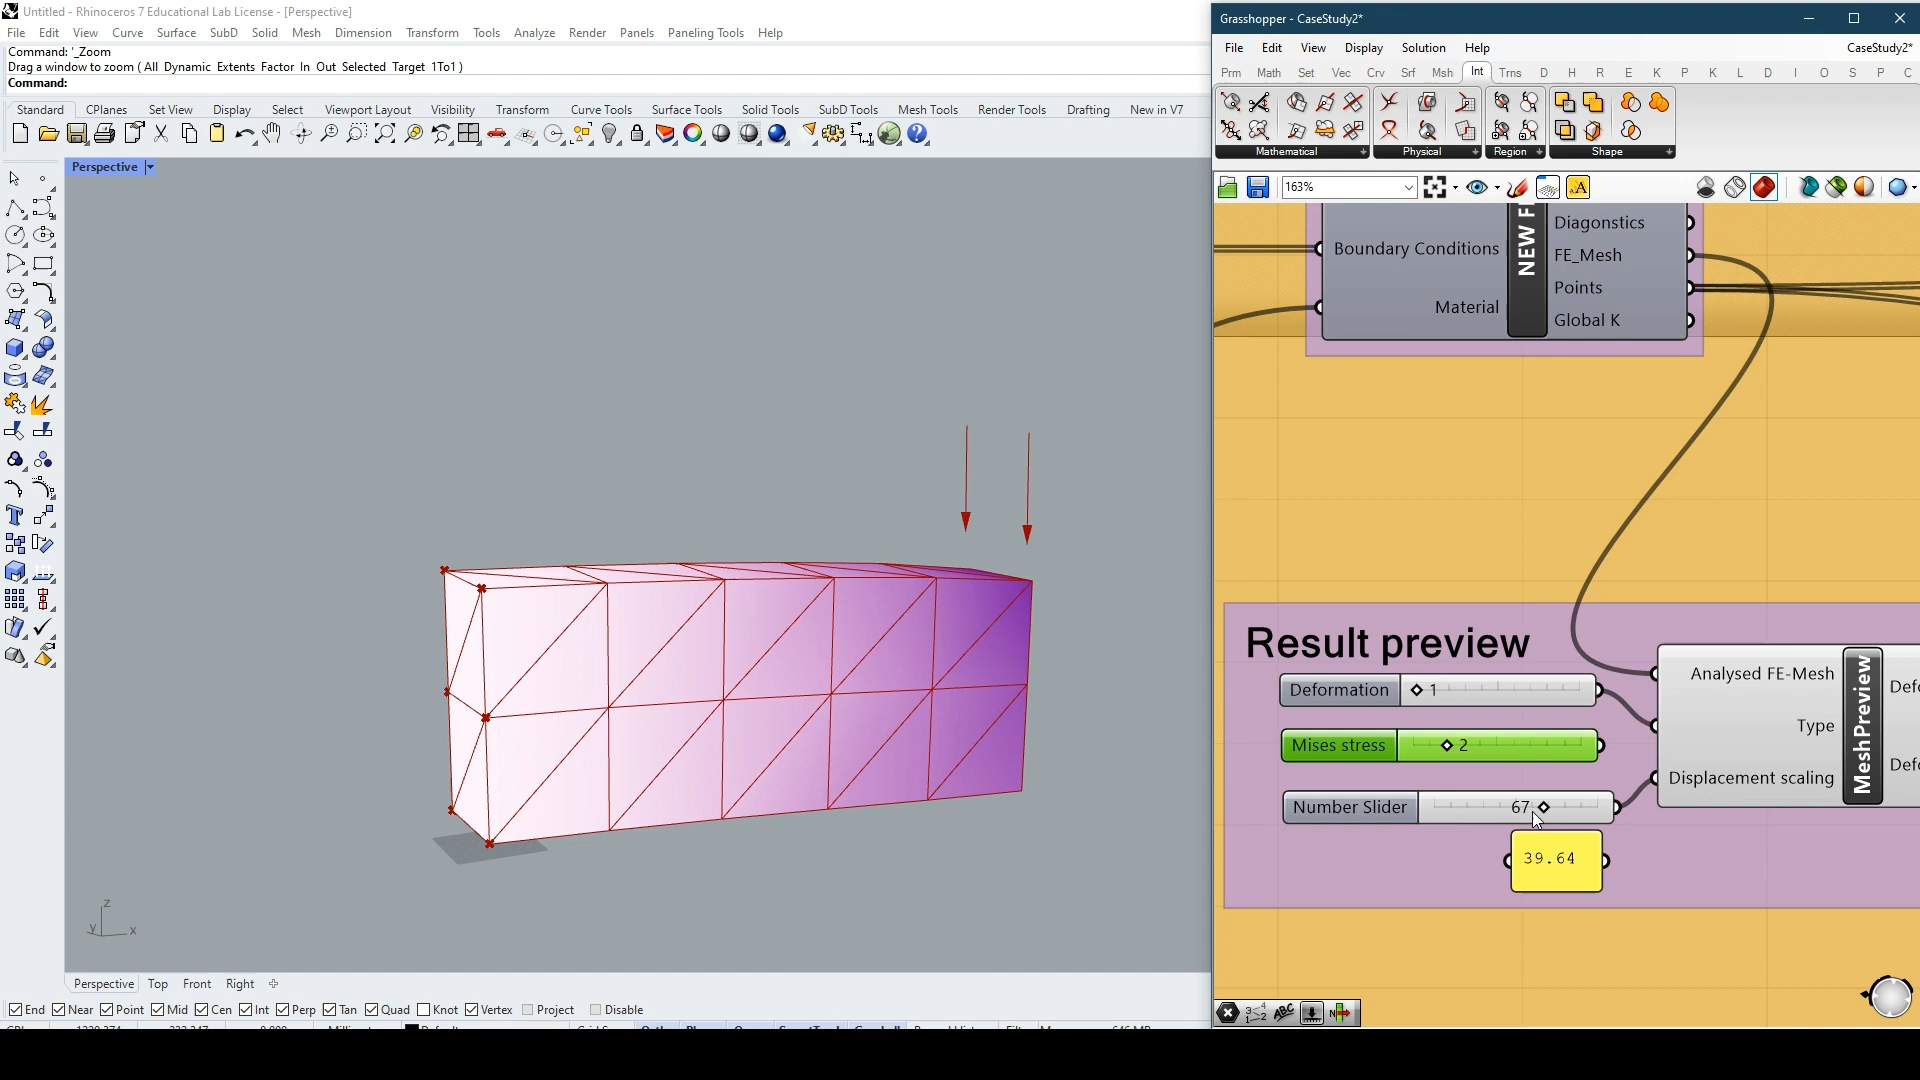 Untitled - Rhinoceros 7 Educational Lab License - [Perspective]
File Edit View Curve Surface SubD Solid Mesh Dimension Transform Tools Analyze Render Panels Paneling Tools Help
Command: '_Zoom
Drag a window to zoom ( All Dynamic Extents Factor In Out Selected Target 1To1 )
Command:
Standard CPlanes Set View Display Select Viewport Layout Visibility Transform Curve Tools Surface Tools Solid Tools SubD Tools Mesh Tools Render Tools Drafting New in V7
Perspective
z
y x
Perspective Top Front Right
End Near Point Mid Cen Int Perp Tan Quad Knot Vertex Project Disable
Grasshopper - CaseStudy2*
File Edit View Display Solution Help CaseStudy2*
Prm Math Set Vec Crv Srf Msh Int Trns D H R E K P K L D I O S P C
Mathematical Physical Region Shape
163%
Boundary Conditions
Material
NEW F
Diagonstics
FE_Mesh
Points
Global K
Result preview
Deformation 1
Mises stress 2
Number Slider 67
39.64
Analysed FE-Mesh
Type
Displacement scaling
MeshPreview